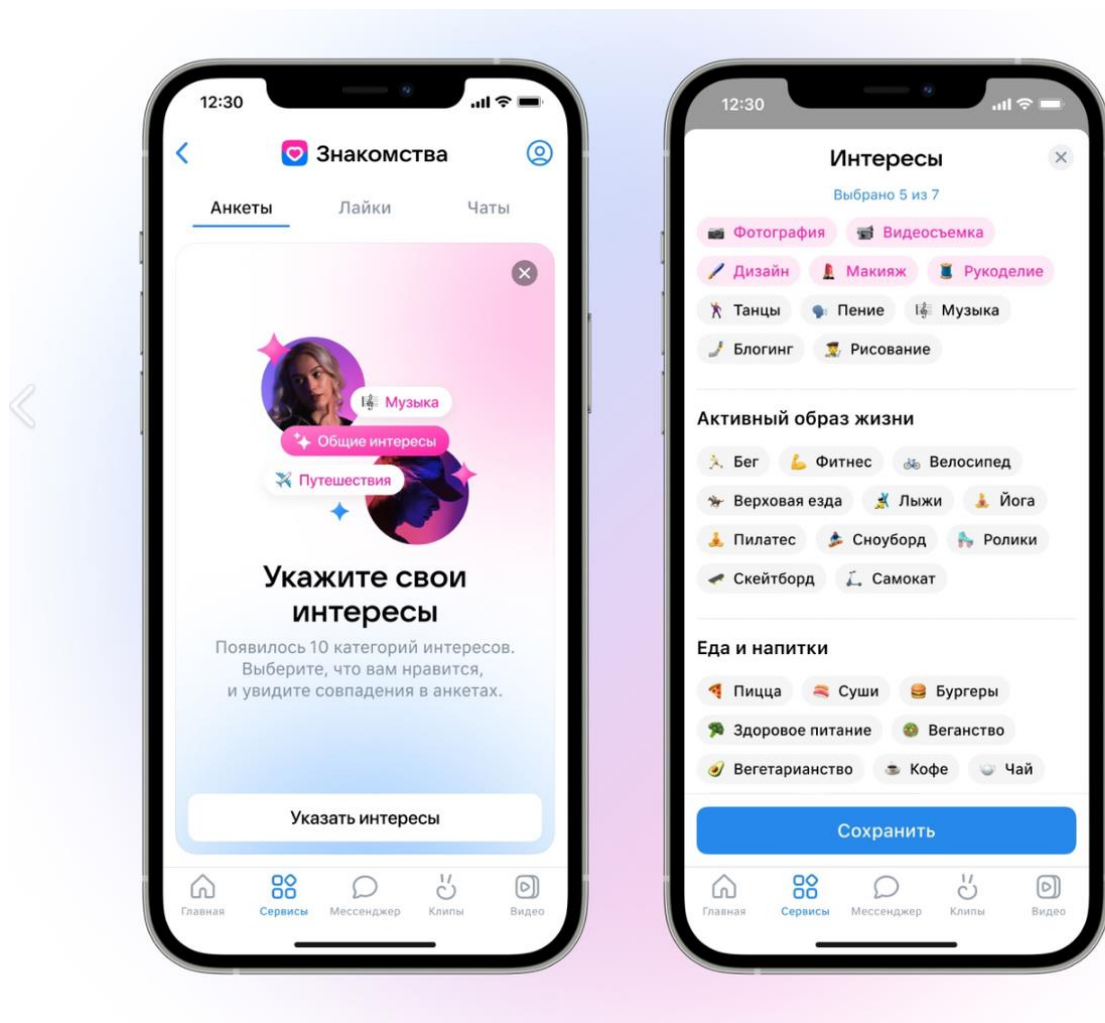 12:30
Знакомства
Анкеты Лайки Чаты
Музыка
Общие интересы
Путешествия
Укажите свои
интересы
Появилось 10 категорий интересов.
Выберите, что вам нравится,
и увидите совпадения в анкетах.
Указать интересы
Главная Сервисы Мессенджер Клипы Видео
12:30
Интересы
Выбрано 5 из 7
Фотография Видеосъемка
Дизайн Макияж Рукоделие
Танцы Пение Музыка
Блогинг Рисование
Активный образ жизни
Бег Фитнес Велосипед
Верховая езда Лыжи Йога
Пилатес Сноуборд Ролики
Скейтборд Самокат
Еда и напитки
Пицца Суши Бургеры
Здоровое питание Веганство
Вегетарианство Кофе Чай
Сохранить
Главная Сервисы Мессенджер Клипы Видео